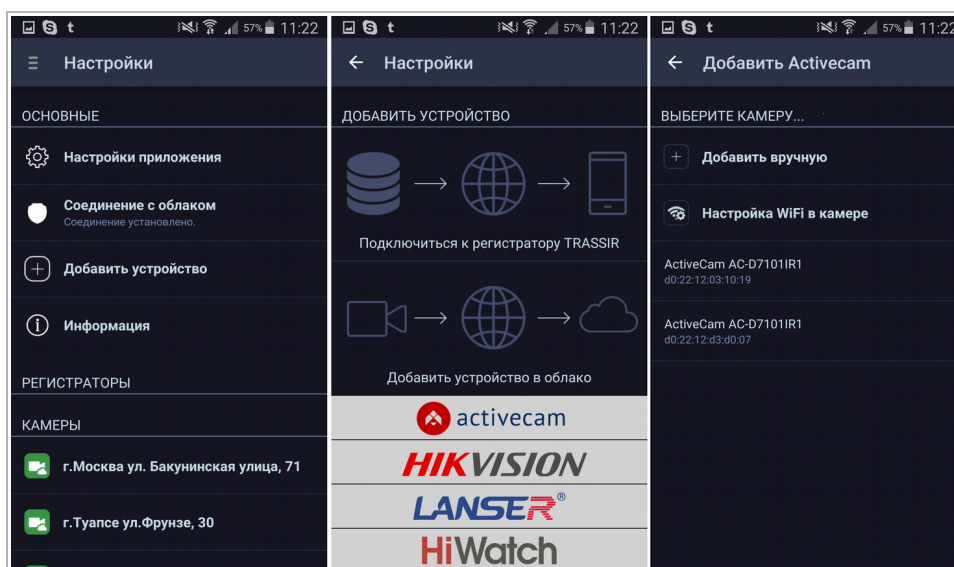 t 57% 11:22
Настройки
ОСНОВНЫЕ
Настройки приложения
Соединение с облаком
Соединение установлено.
Добавить устройство
Информация
РЕГИСТРАТОРЫ
КАМЕРЫ
г.Москва ул. Бакунинская улица, 71
г.Туапсе ул.Фрунзе, 30
t 57% 11:22
Настройки
ДОБАВИТЬ УСТРОЙСТВО
Подключиться к регистратору TRASSIR
Добавить устройство в облако
activecam
HIKVISION
LANSER®
HiWatch
t 57% 11:22
Добавить Activecam
ВЫБЕРИТЕ КАМЕРУ...
Добавить вручную
Настройка WiFi в камере
ActiveCam AC-D7101IR1
d0:22:12:03:10:19
ActiveCam AC-D7101IR1
d0:22:12:d3:d0:07